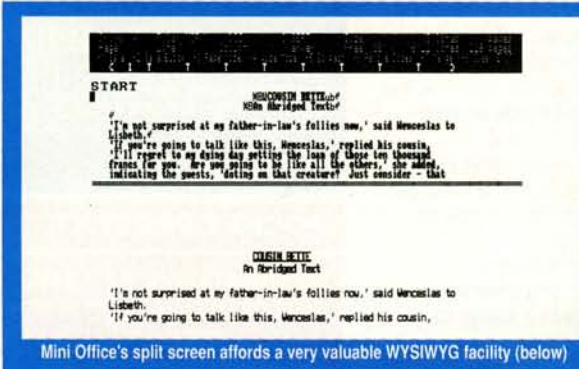 C I T T T T T T T T T Ɔ
START
XBUCOUSIN BETTEub
XBAn Abridged Textb
'I'm not surprised at my father-in-law's follies now,' said Wenceslas to
Lisbeth.
'If you're going to talk like this, Wenceslas,' replied his cousin,
'I'll regret to my dying day getting the loan of those ten thousand
francs for you.  Are you going to be like all the others,' she added,
indicating the guests, 'doting on that creature?  Just consider - that
COUSIN BETTE
An Abridged Text
'I'm not surprised at my father-in-law's follies now,' said Wenceslas to
Lisbeth.
'If you're going to talk like this, Wenceslas,' replied his cousin,
Mini Office's split screen affords a very valuable WYSIWYG facility (below)